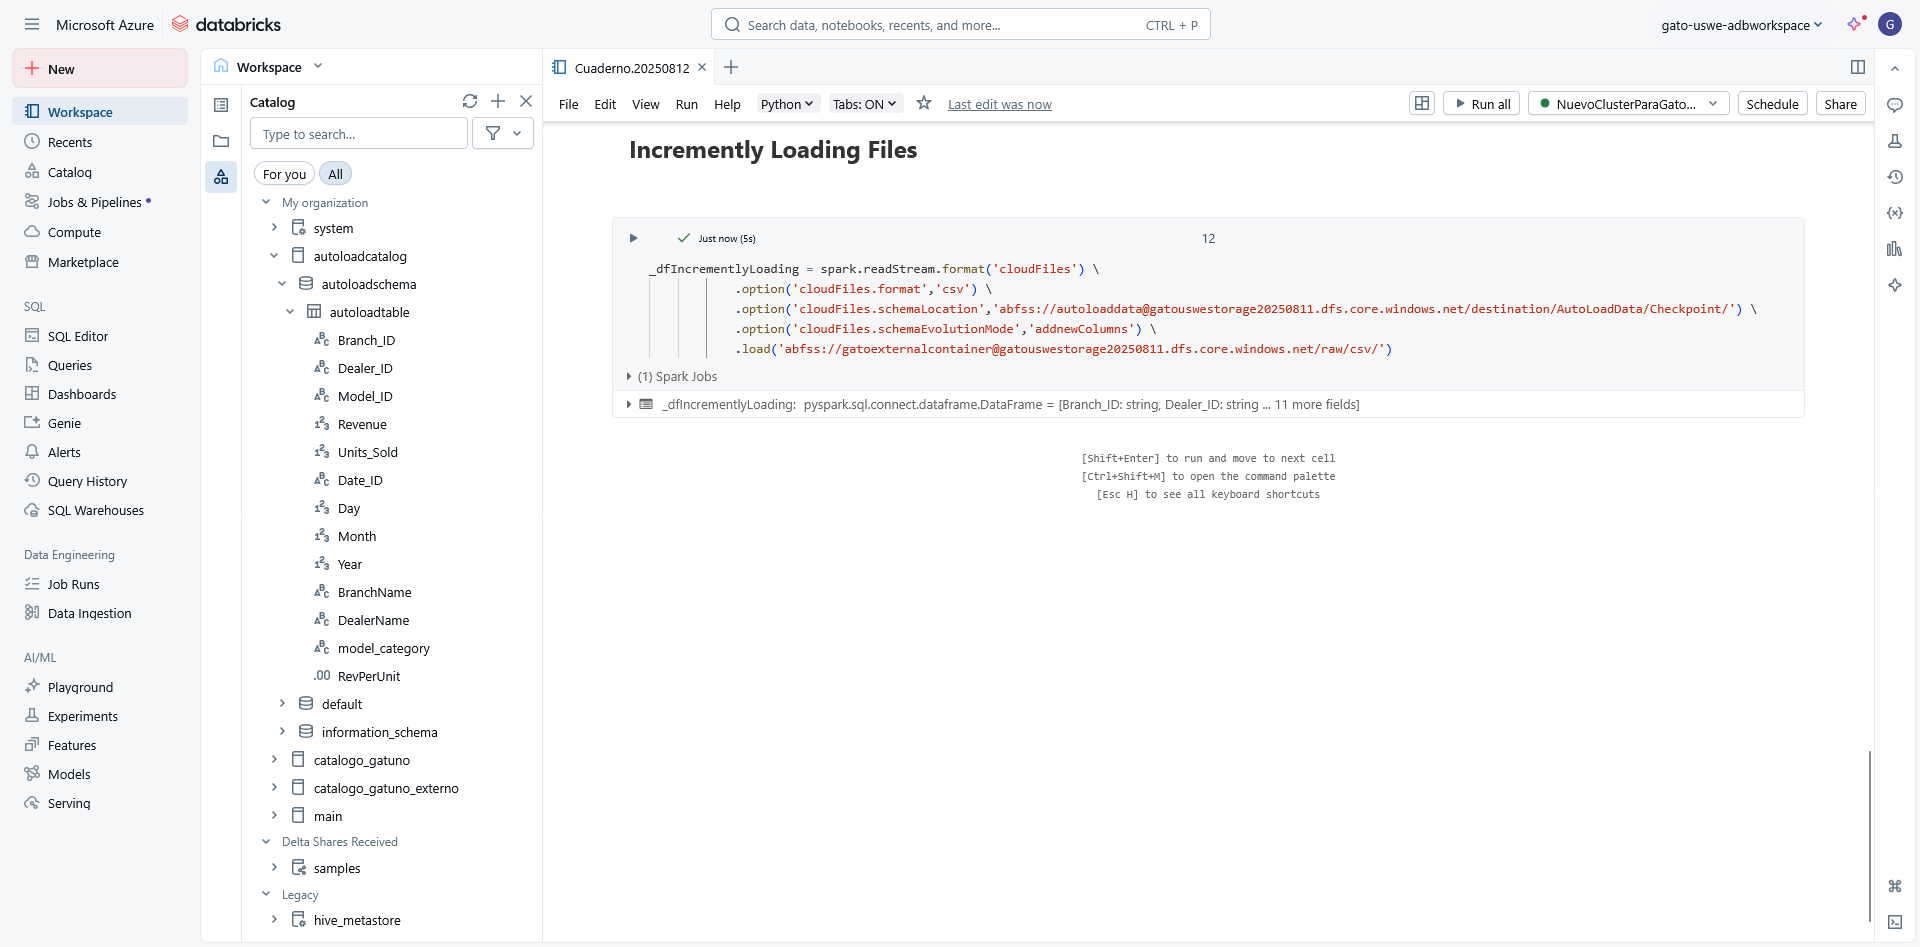 Microsoft Azure
databricks
Search data, notebooks, recents, and more...
CTRL + P
gato-uswe-adbworkspace
G
New
Workspace
Recents
Catalog
Jobs & Pipelines
Compute
Marketplace
SQL
SQL Editor
Queries
Dashboards
Genie
Alerts
Query History
SQL Warehouses
Data Engineering
Job Runs
Data Ingestion
AI/ML
Playground
Experiments
Features
Models
Serving
Workspace
Catalog
Type to search...
For you
All
My organization
system
autoloadcatalog
autoloadschema
autoloadtable
Branch_ID
Dealer_ID
Model_ID
Revenue
Units_Sold
Date_ID
Day
Month
Year
BranchName
DealerName
model_category
.00 RevPerUnit
default
information_schema
catalogo_gatuno
catalogo_gatuno_externo
main
Delta Shares Received
samples
Legacy
hive_metastore
Cuaderno.20250812
File Edit View Run Help Python Tabs: ON Last edit was now
Run all
NuevoClusterParaGato...
Schedule
Share
Incremently Loading Files
Just now (5s)
12
_dfIncrementlyLoading = spark.readStream.format('cloudFiles') \
.option('cloudFiles.format','csv') \
.option('cloudFiles.schemaLocation','abfss://autoloaddata@gatouswestorage20250811.dfs.core.windows.net/destination/AutoLoadData/Checkpoint/') \
.option('cloudFiles.schemaEvolutionMode','addnewColumns') \
.load('abfss://gatoexternalcontainer@gatouswestorage20250811.dfs.core.windows.net/raw/csv/')
(1) Spark Jobs
_dfIncrementlyLoading: pyspark.sql.connect.dataframe.DataFrame = [Branch_ID: string, Dealer_ID: string ... 11 more fields]
[Shift+Enter] to run and move to next cell
[Ctrl+Shift+M] to open the command palette
[Esc H] to see all keyboard shortcuts